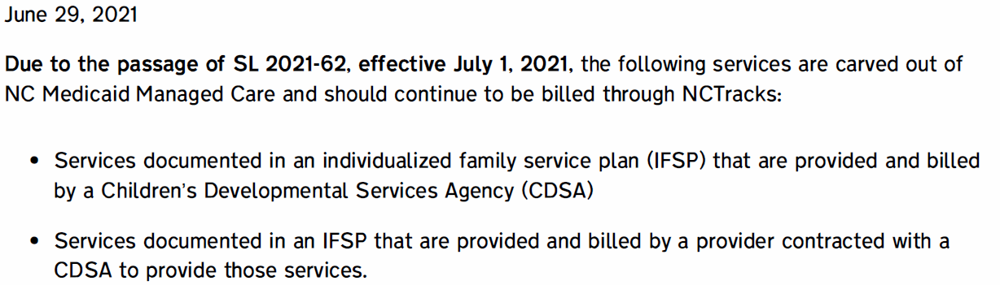 June 29, 2021
Due to the passage of SL 2021-62, effective July 1, 2021, the following services are carved out of
NC Medicaid Managed Care and should continue to be billed through NCTracks:
• Services documented in an individualized family service plan (IFSP) that are provided and billed
by a Children's Developmental Services Agency (CDSA)
• Services documented in an IFSP that are provided and billed by a provider contracted with a
CDSA to provide those services.